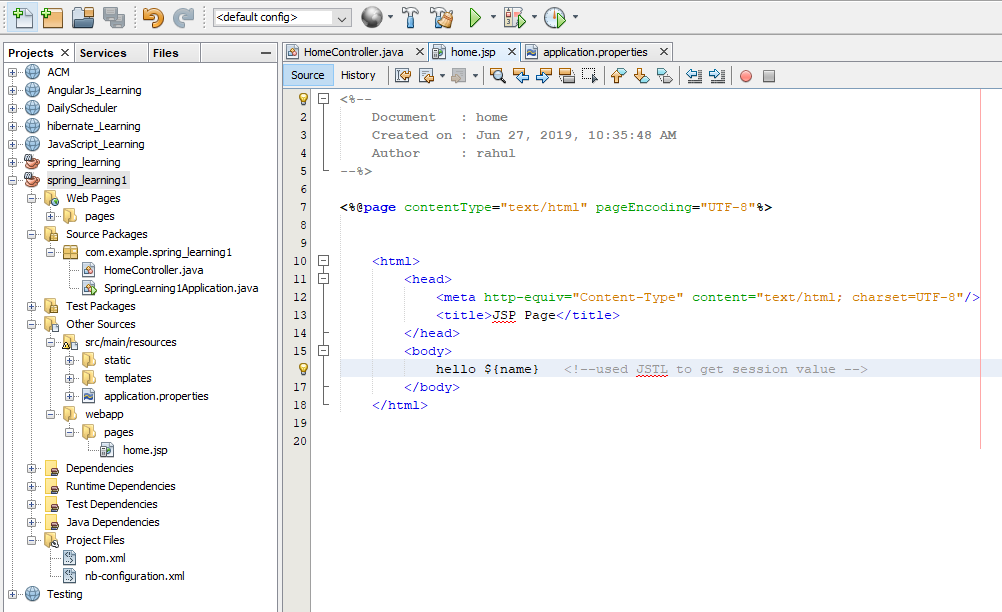 <default config>
Projects
Services
Files
ACM
AngularJs_Learning
DailyScheduler
hibernate_Learning
JavaScript_Learning
spring_learning
spring_learning1
Web Pages
pages
Source Packages
com.example.spring_learning1
HomeController.java
SpringLearning1Application.java
Test Packages
Other Sources
src/main/resources
static
templates
application.properties
webapp
pages
home.jsp
Dependencies
Runtime Dependencies
Test Dependencies
Java Dependencies
Project Files
pom.xml
nb-configuration.xml
Testing
HomeController.java
home.jsp
application.properties
Source
History
<%--
2 Document : home
3 Created on : Jun 27, 2019, 10:35:48 AM
4 Author : rahul
5 --%>
6
7 <%@page contentType="text/html" pageEncoding="UTF-8"%>
8
9
10 <html>
11 <head>
12 <meta http-equiv="Content-Type" content="text/html; charset=UTF-8"/>
13 <title>JSP Page</title>
14 </head>
15 <body>
hello ${name} <!--used JSTL to get session value -->
17 </body>
18 </html>
19
20